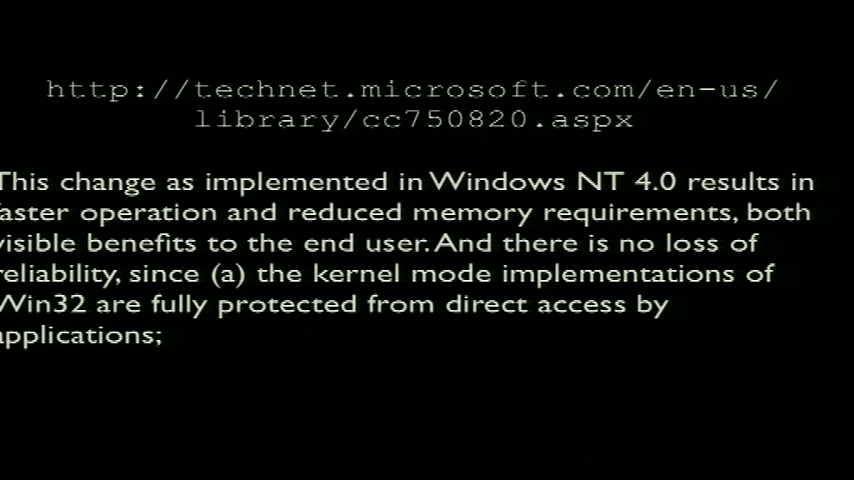 http://technet.microsoft.com/en-us/
library/cc750820.aspx
This change as implemented in Windows NT 4.0 results in
faster operation and reduced memory requirements, both
visible benefits to the end user. And there is no loss of
reliability, since (a) the kernel mode implementations of
Win32 are fully protected from direct access by
applications;